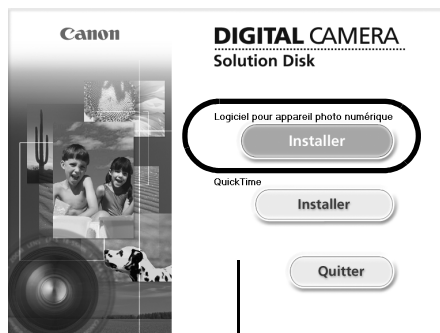 Canon
DIGITAL CAMERA
Solution Disk
Logiciel pour appareil photo numérique
Installer
QuickTime
Installer
Quitter